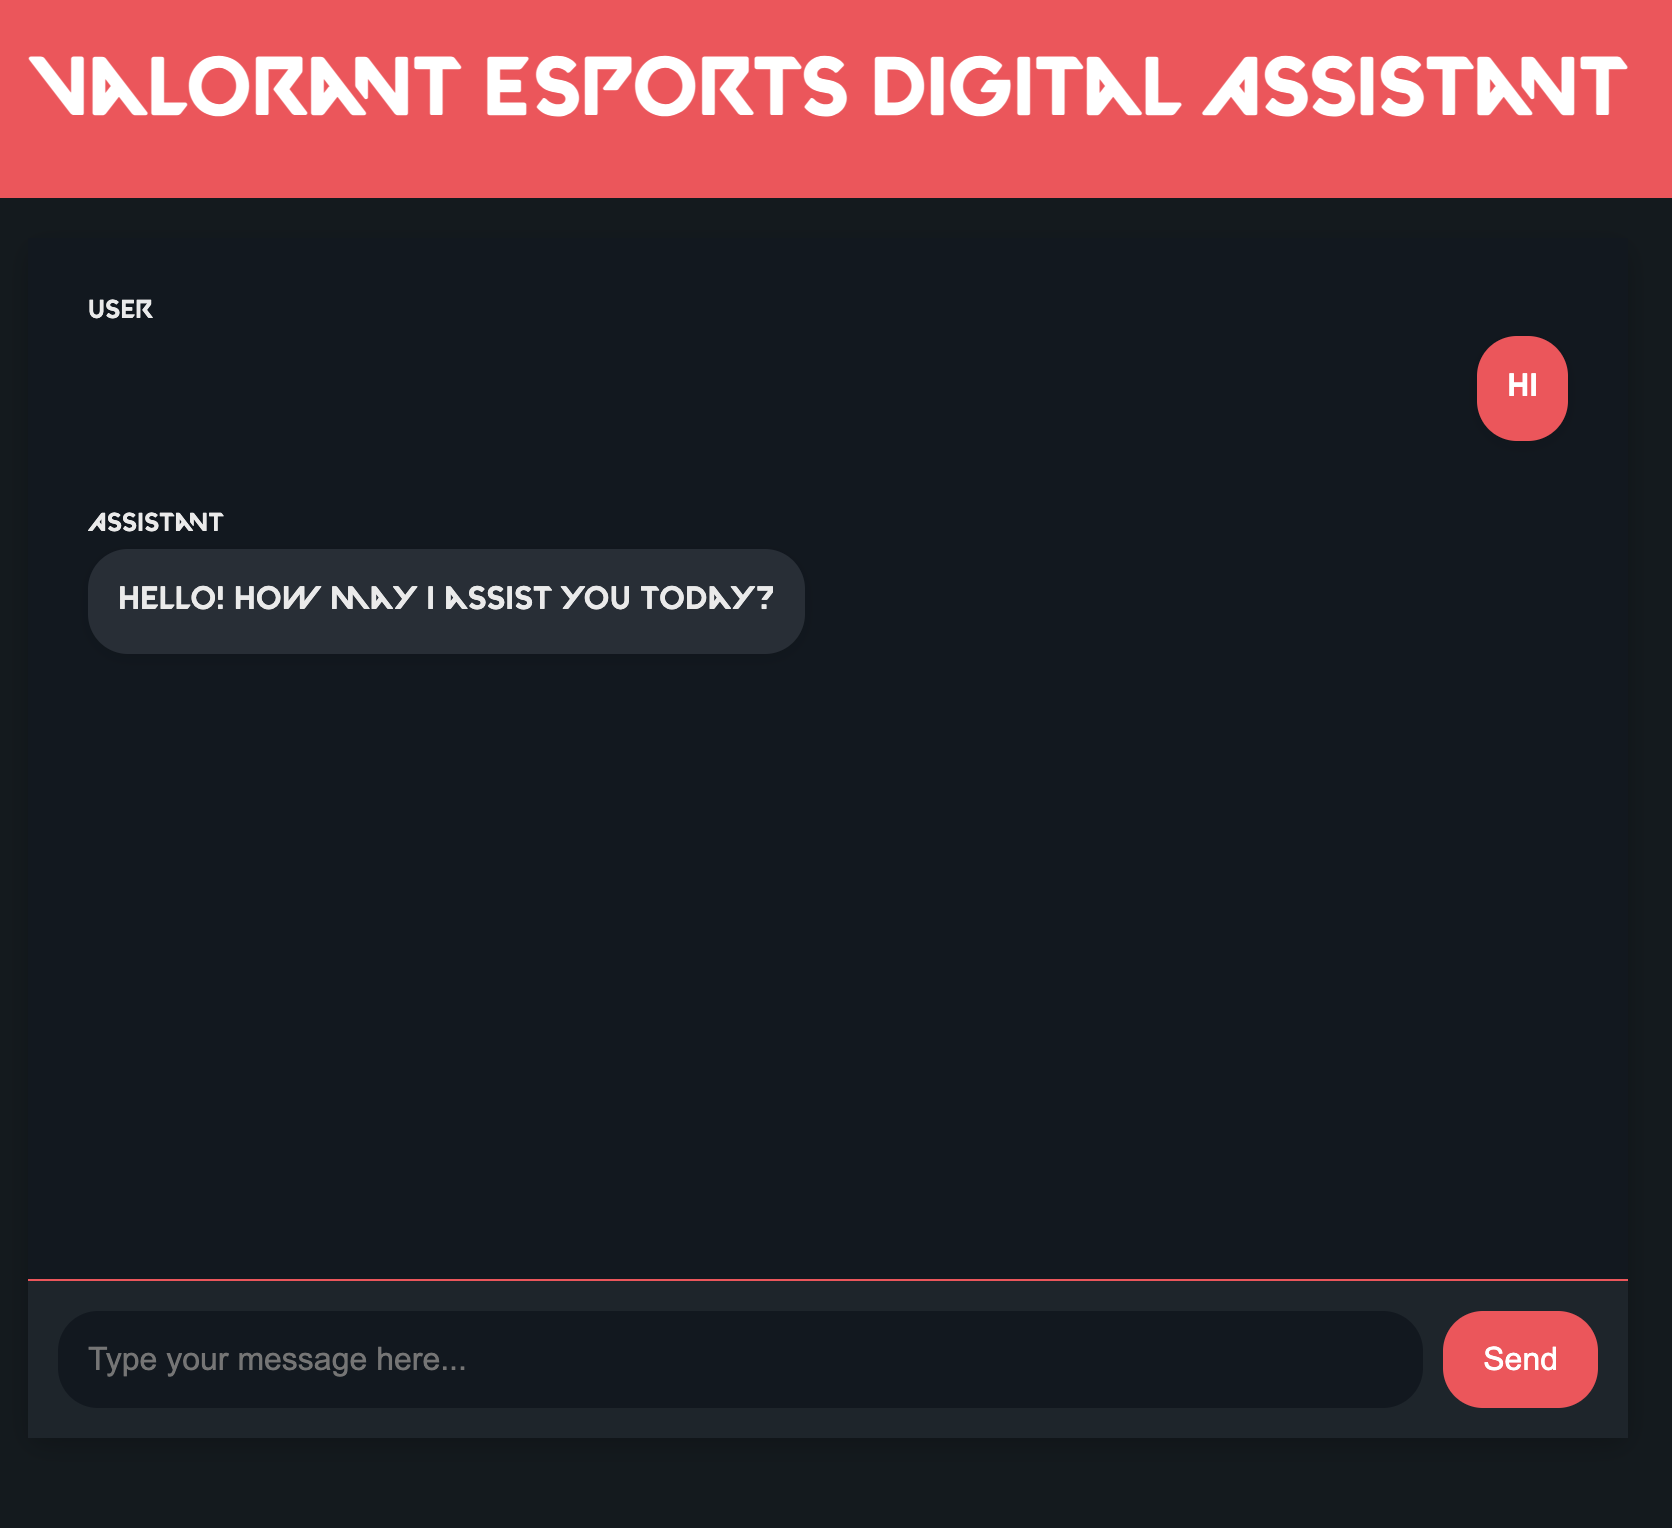 VALORANT ESPORTS DIGITAL ASSISTANT
USER
HI
ASSISTANT
HELLO! HOW MAY I ASSIST YOU TODAY?
Type your message here...
Send